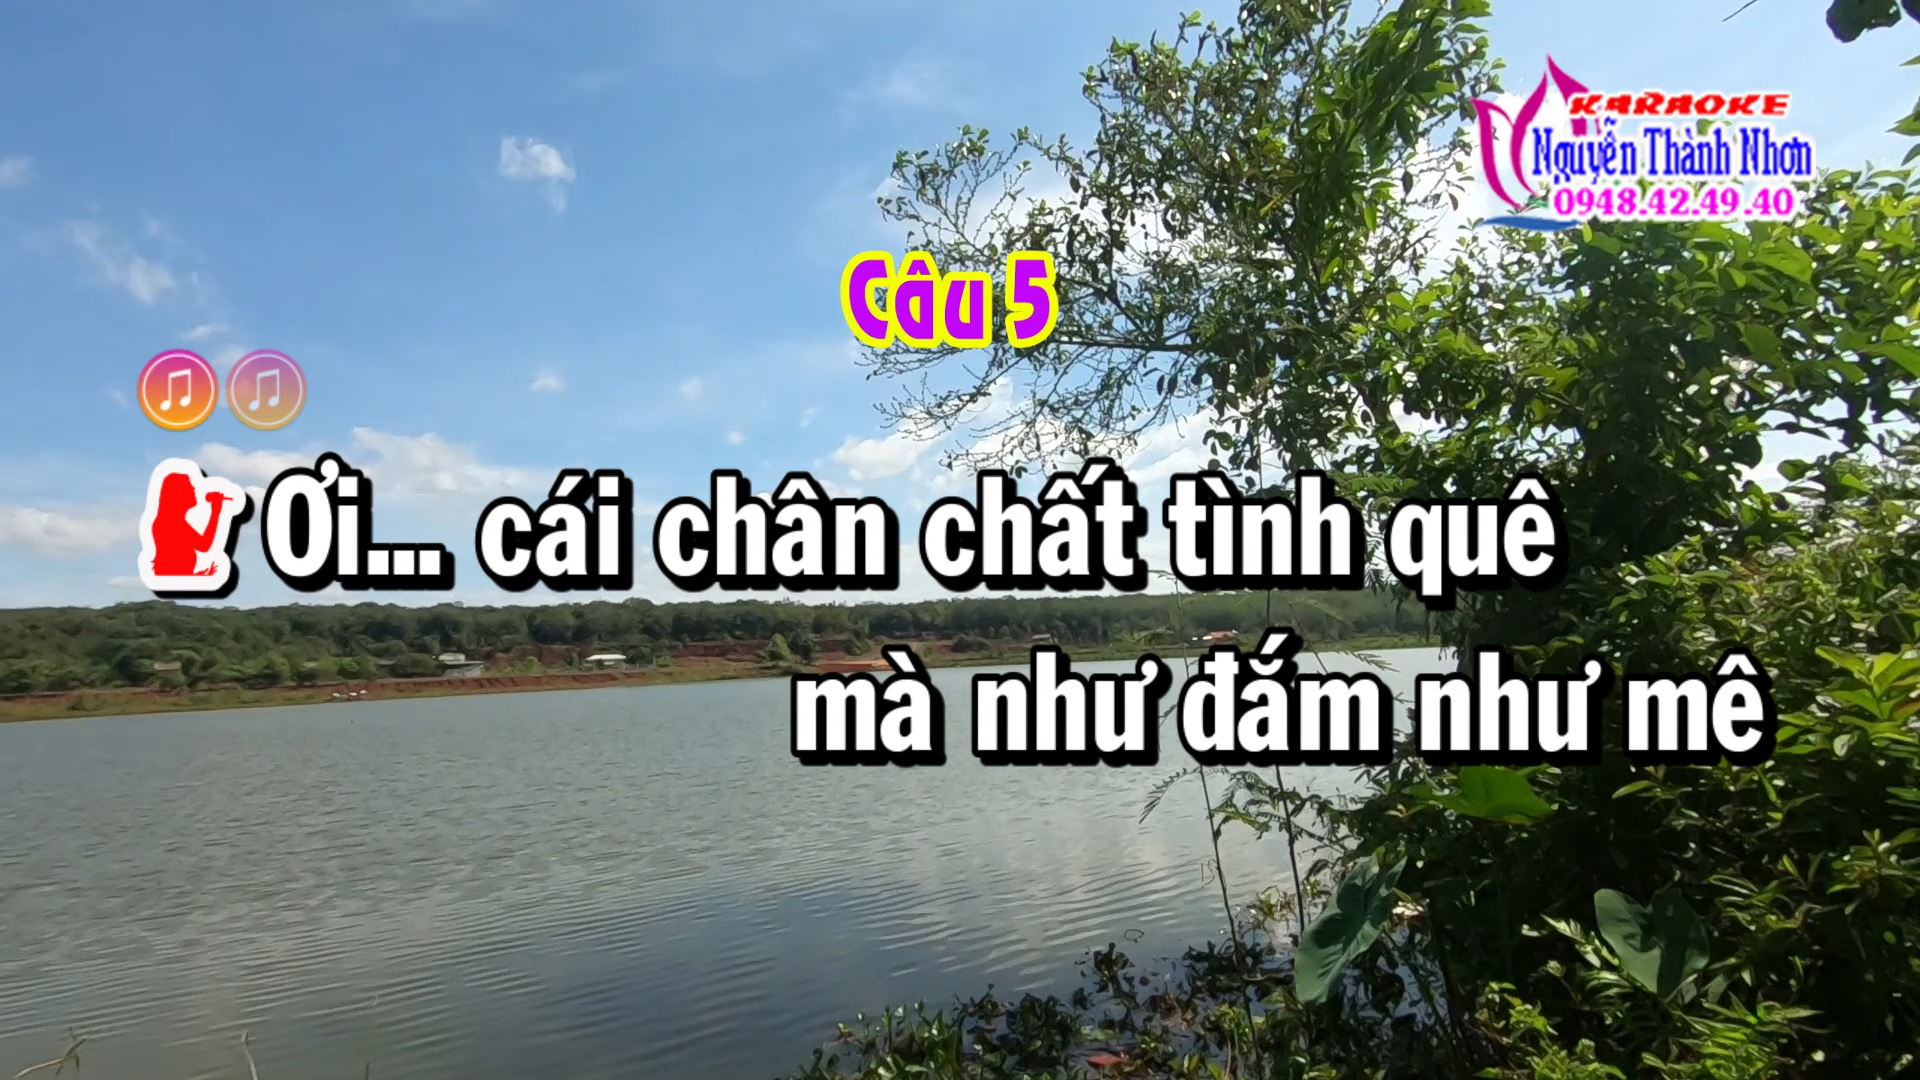 KARAOKE
Nguyễn Thành Nhơn
0948.42.49.40
Câu 5
Ơi... cái chân chất tình quê
mà như đắm như mê